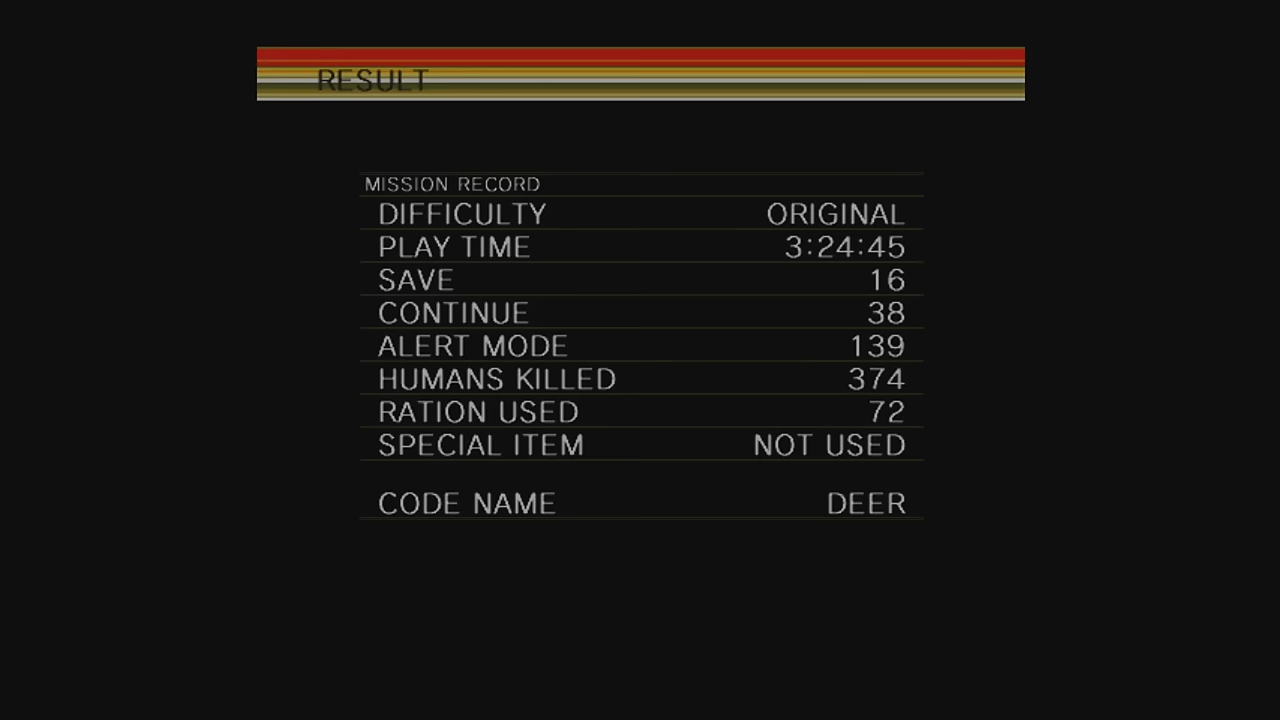 RESULT
MISSION RECORD
DIFFICULTY ORIGINAL
PLAY TIME 3:24:45
SAVE 16
CONTINUE 38
ALERT MODE 139
HUMANS KILLED 374
RATION USED 72
SPECIAL ITEM NOT USED
CODE NAME DEER